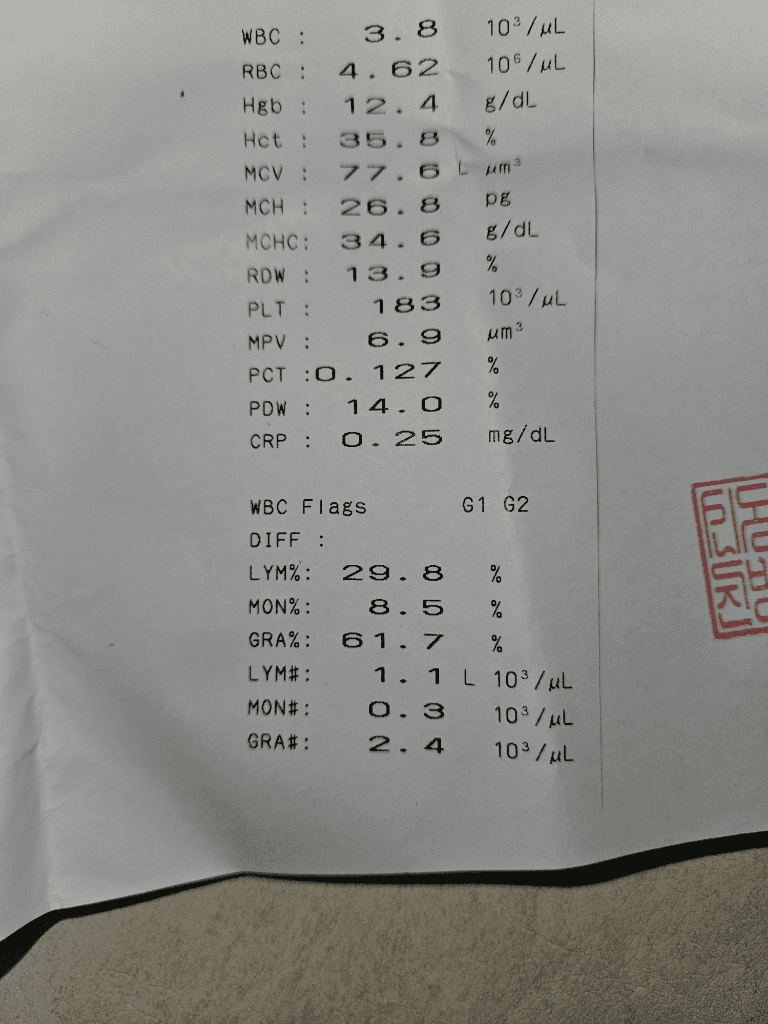 WBC : 3.8 10³/µL
RBC : 4.62 10⁶/µL
Hgb : 12.4 g/dL
Hct : 35.8 %
MCV : 77.6 L µm³
MCH : 26.8 pg
MCHC: 34.6 g/dL
RDW : 13.9 %
PLT : 183 10³/µL
MPV : 6.9 µm³
PCT :0.127 %
PDW : 14.0 %
CRP : 0.25 mg/dL
WBC Flags G1 G2
DIFF :
LYM%: 29.8 %
MON%: 8.5 %
GRA%: 61.7 %
LYM#: 1.1 L 10³/µL
MON#: 0.3 10³/µL
GRA#: 2.4 10³/µL